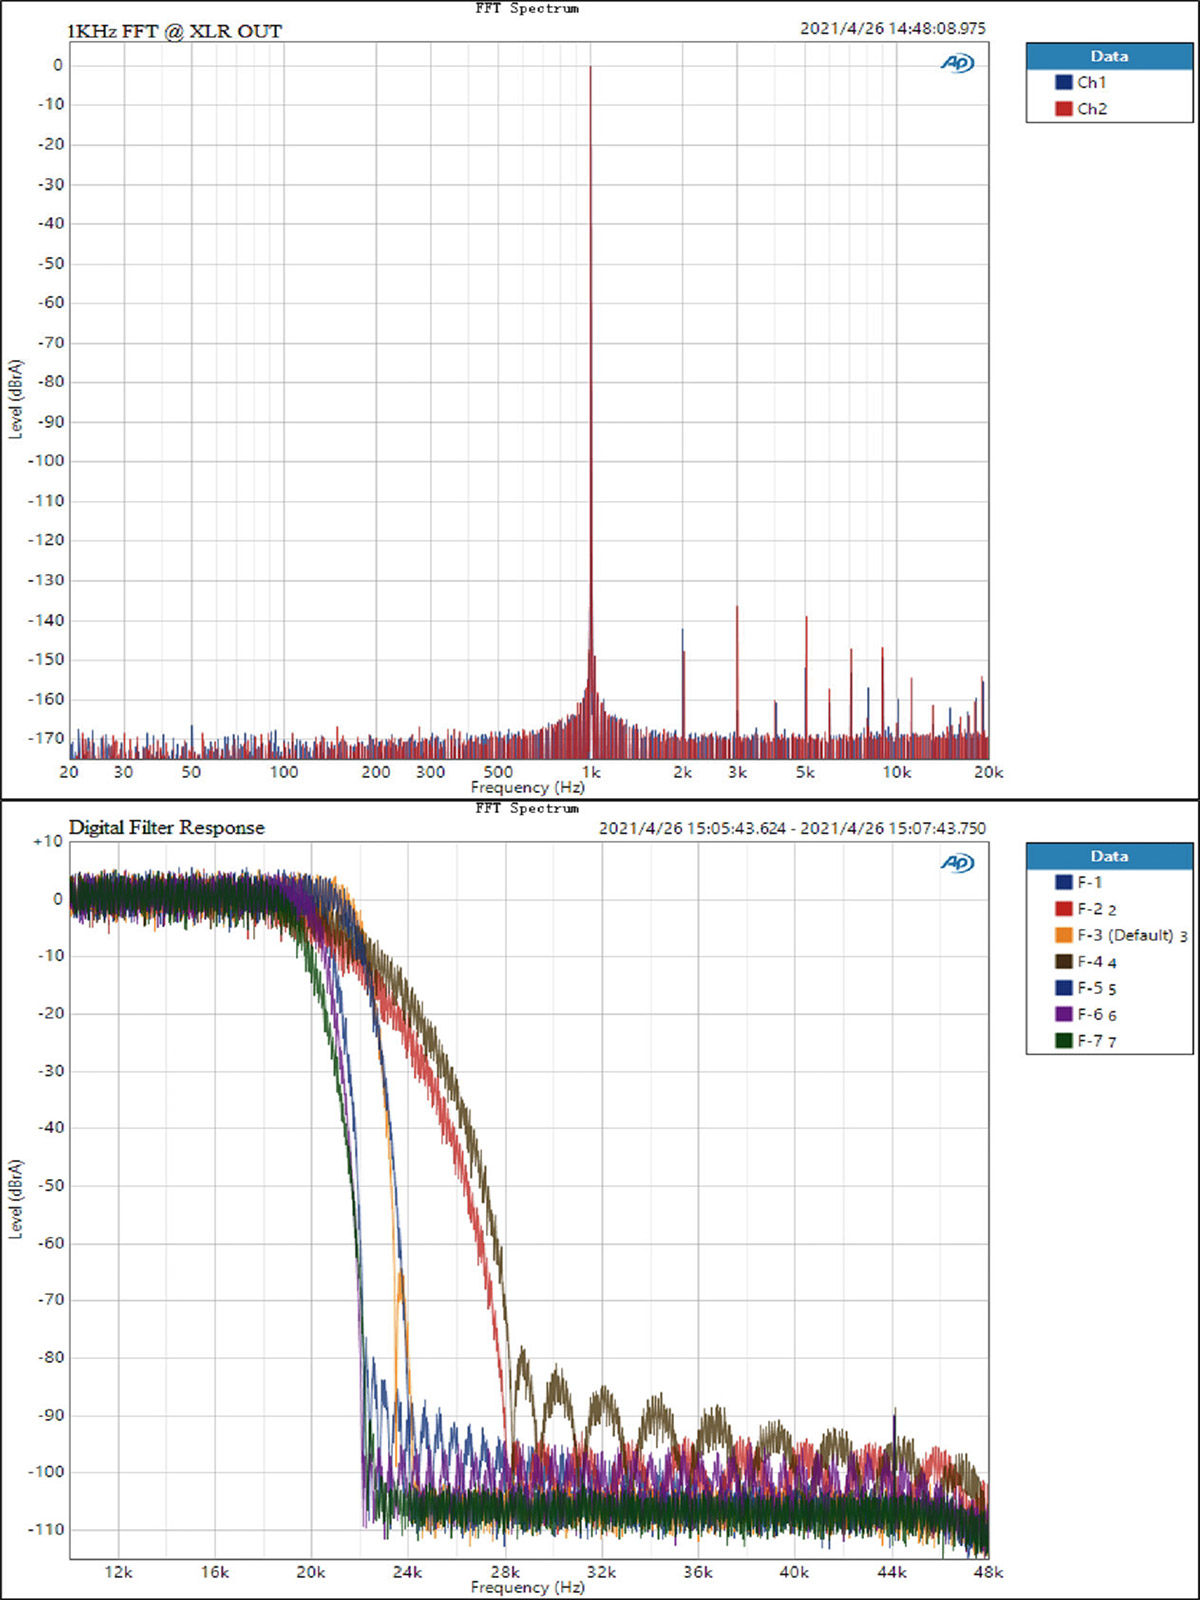 FFT Spectrum
1KHz FFT @ XLR OUT
2021/4/26 14:48:08.975
AP
Data
Ch1
Ch2
0
-10
-20
-30
-40
-50
-60
-70
-80
-90
-100
-110
-120
-130
-140
-150
-160
-170
Level (dBrA)
20 30 50 100 200 300 500 1k 2k 3k 5k 10k 20k
Frequency (Hz)
FFT Spectrum
Digital Filter Response
2021/4/26 15:05:43.624 - 2021/4/26 15:07:43.750
AP
Data
F-1
F-2 2
F-3 (Default) 3
F-4 4
F-5 5
F-6 6
F-7 7
+10
0
-10
-20
-30
-40
-50
-60
-70
-80
-90
-100
-110
Level (dBrA)
12k 16k 20k 24k 28k 32k 36k 40k 44k 48k
Frequency (Hz)